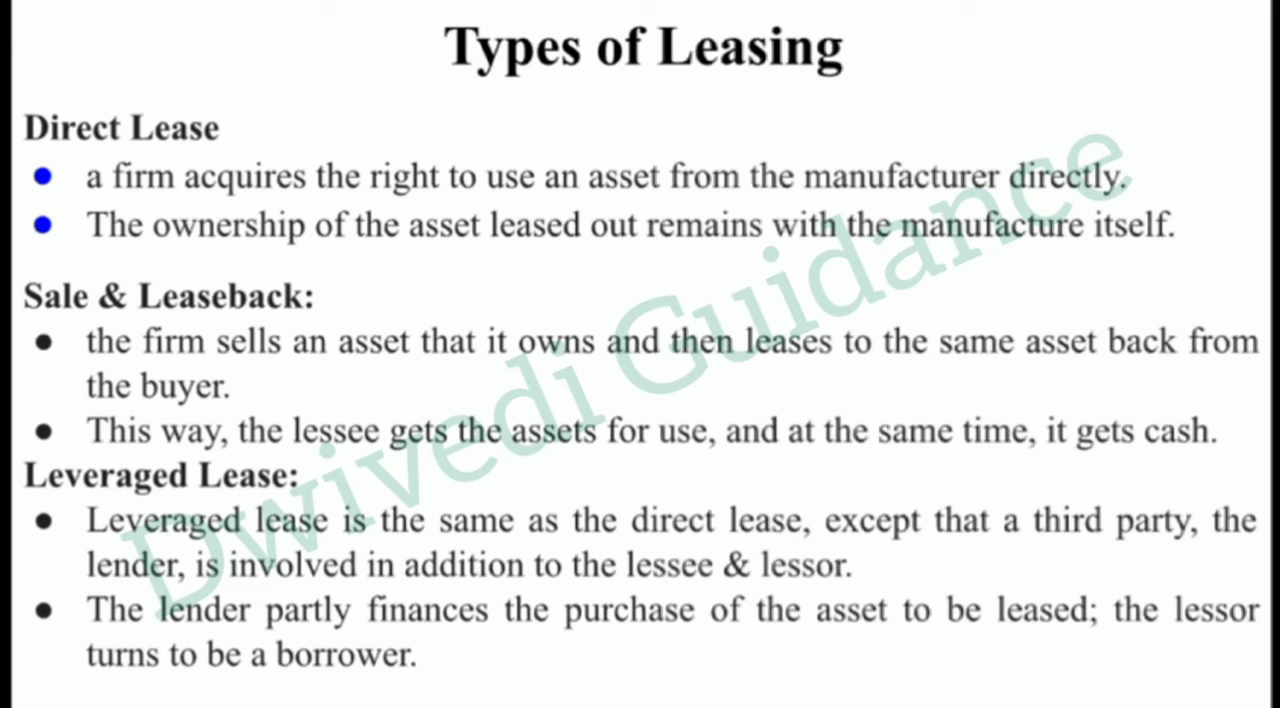 Types of Leasing
Direct Lease
● a firm acquires the right to use an asset from the manufacturer directly.
● The ownership of the asset leased out remains with the manufacture itself.
Sale & Leaseback:
● the firm sells an asset that it owns and then leases to the same asset back from
the buyer.
● This way, the lessee gets the assets for use, and at the same time, it gets cash.
Leveraged Lease:
● Leveraged lease is the same as the direct lease, except that a third party, the
lender, is involved in addition to the lessee & lessor.
● The lender partly finances the purchase of the asset to be leased; the lessor
turns to be a borrower.
Dwivedi Guidance